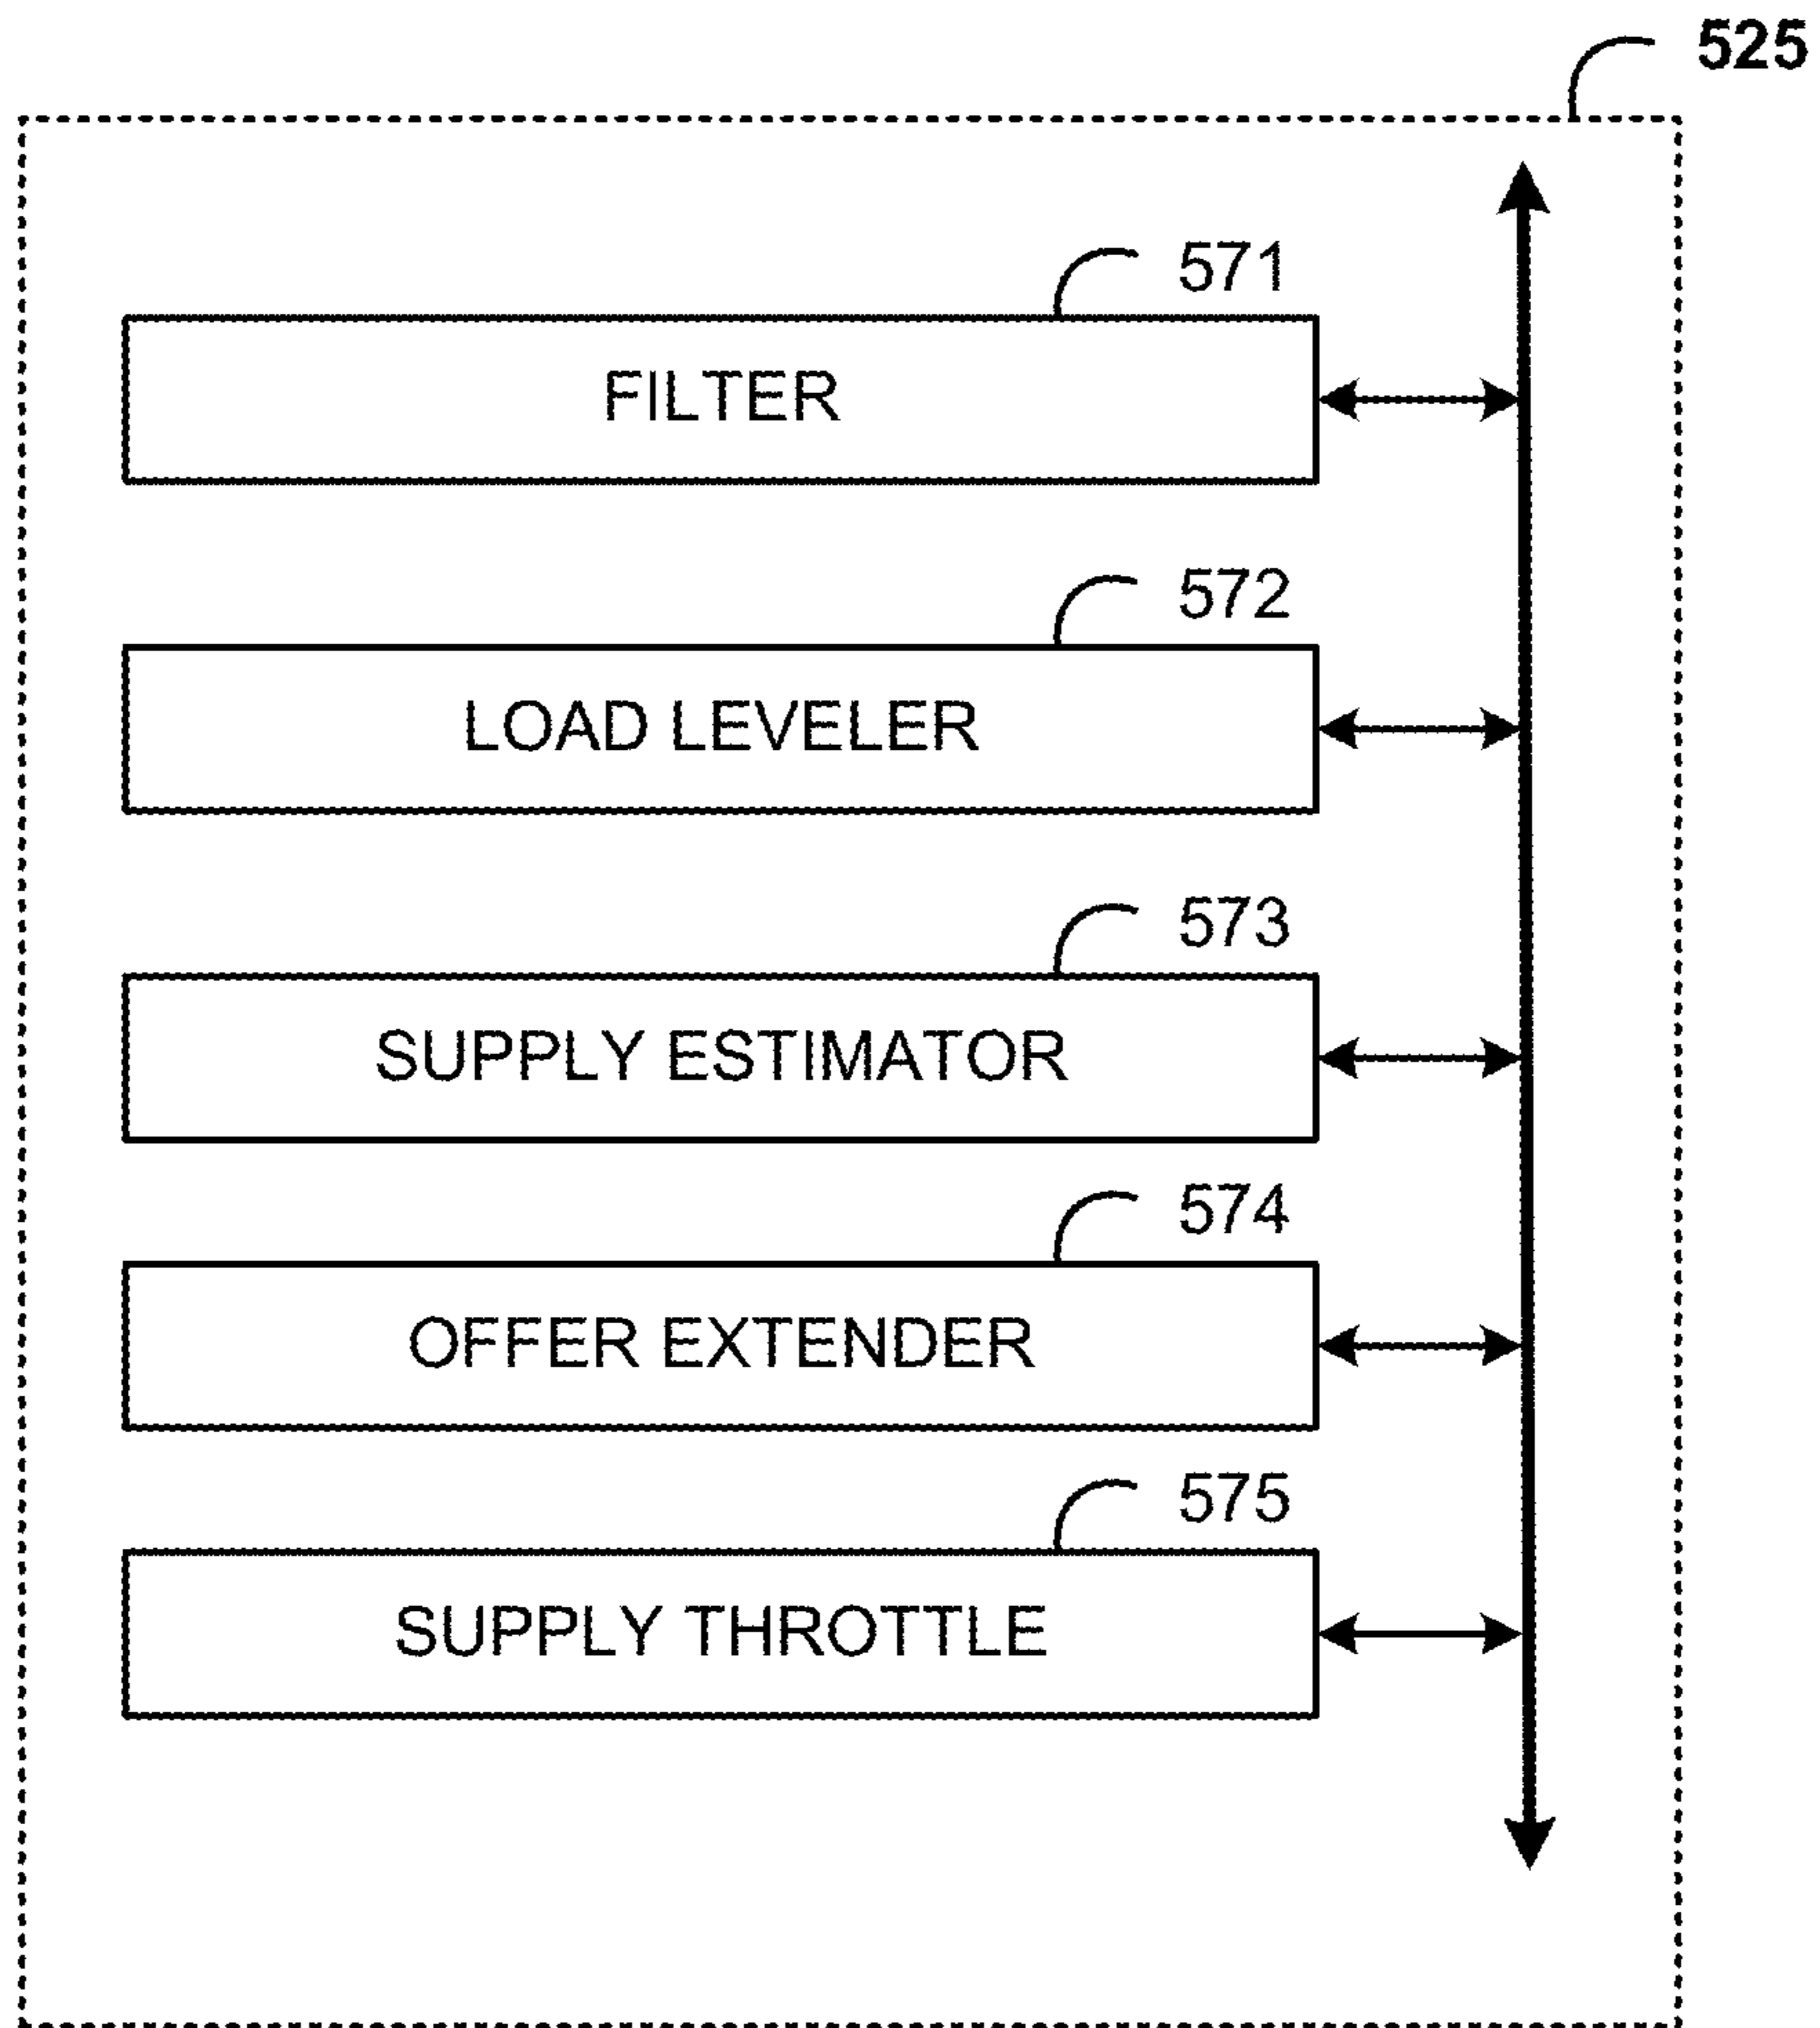 525
571
FILTER
572
LOAD LEVELER
573
SUPPLY ESTIMATOR
574
OFFER EXTENDER
575
SUPPLY THROTTLE